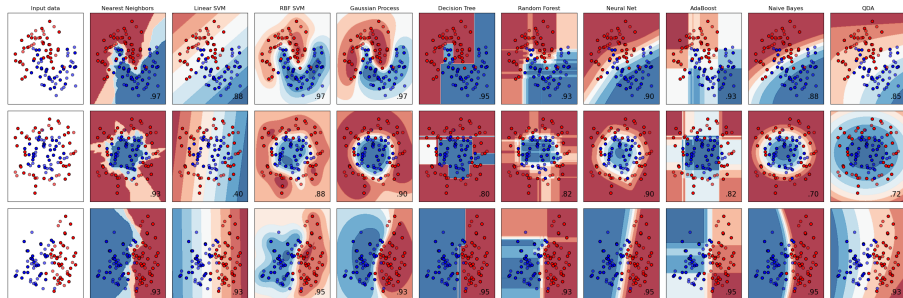 Input data
Nearest Neighbors
Linear SVM
RBF SVM
Gaussian Process
Decision Tree
Random Forest
Neural Net
AdaBoost
Naive Bayes
QDA
.97
.88
.97
.97
.95
.93
.90
.93
.88
.85
.93
.40
.88
.90
.80
.82
.90
.82
.70
.72
.93
.93
.95
.93
.95
.93
.95
.95
.95
.93